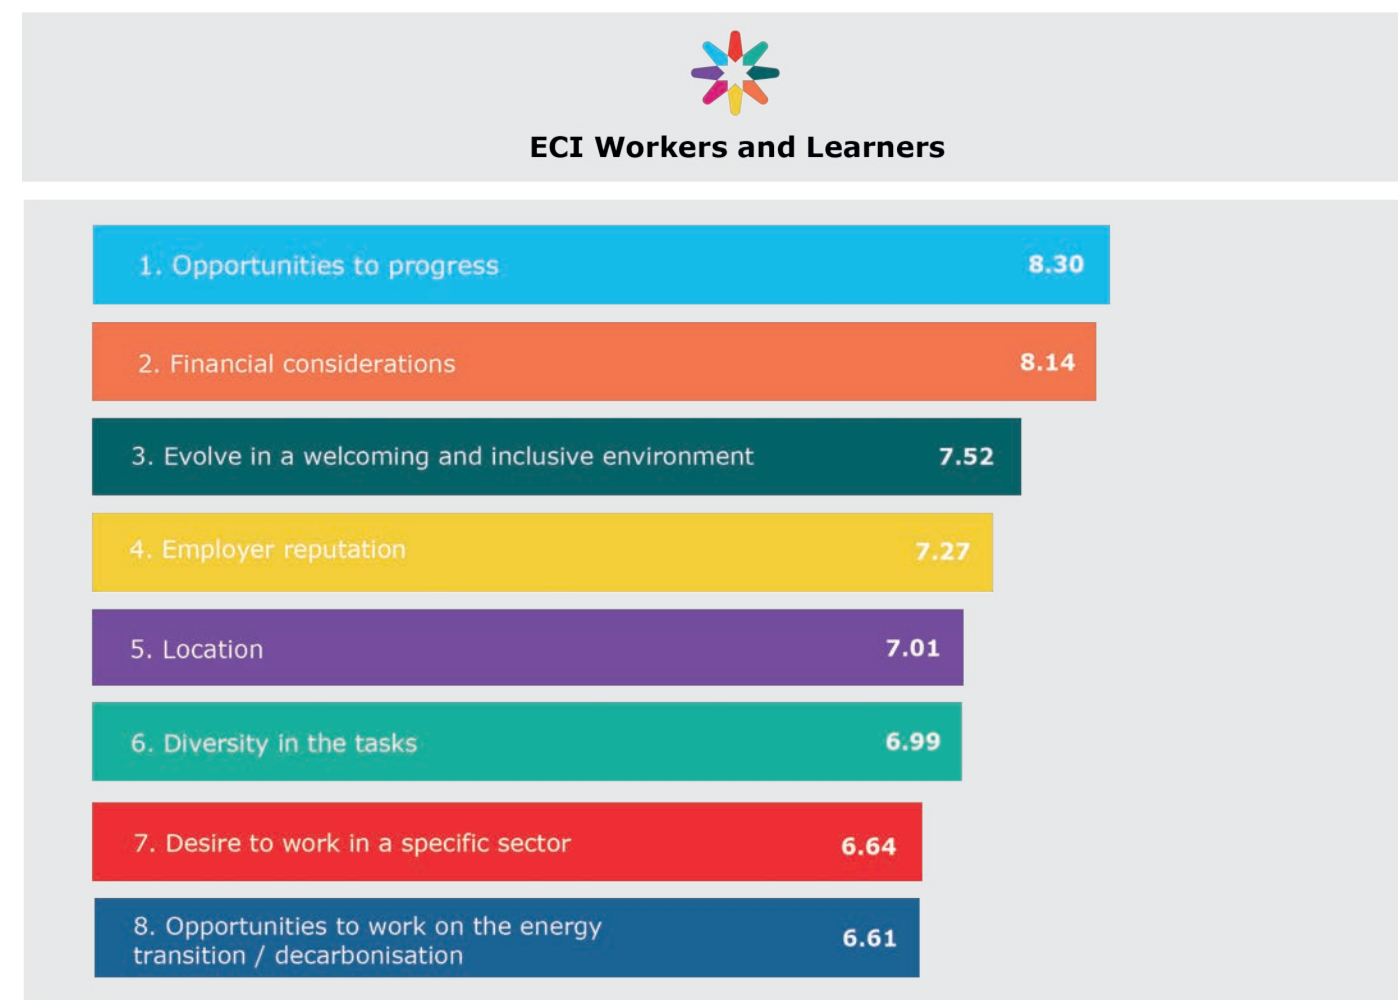 ECI Workers and Learners
1. Opportunities to progress 8.30
2. Financial considerations 8.14
3. Evolve in a welcoming and inclusive environment 7.52
4. Employer reputation 7.27
5. Location 7.01
6. Diversity in the tasks 6.99
7. Desire to work in a specific sector 6.64
8. Opportunities to work on the energy
transition / decarbonisation 6.61